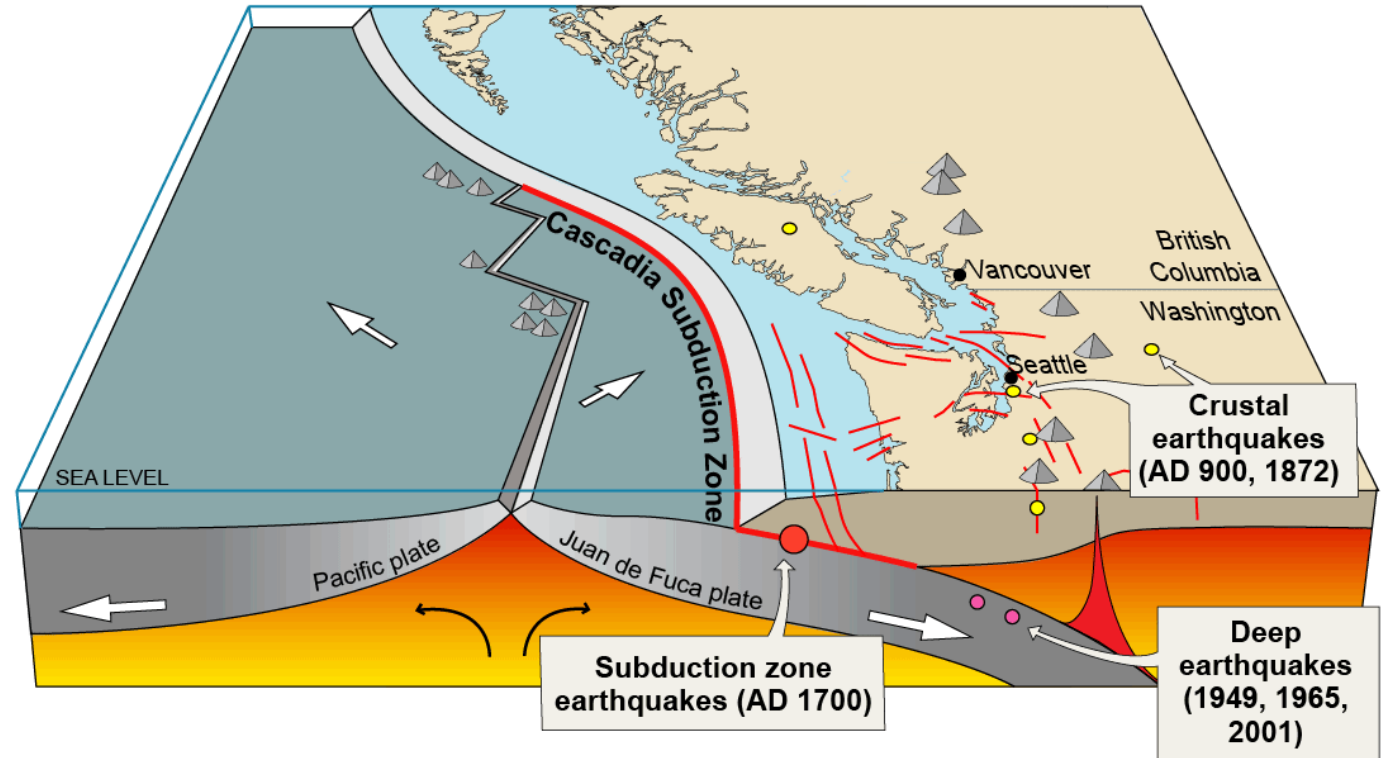 Cascadia Subduction Zone
British
Columbia
Vancouver
Washington
Seattle
Crustal
earthquakes
(AD 900, 1872)
SEA LEVEL
Pacific plate
Juan de Fuca plate
Subduction zone
earthquakes (AD 1700)
Deep
earthquakes
(1949, 1965,
2001)